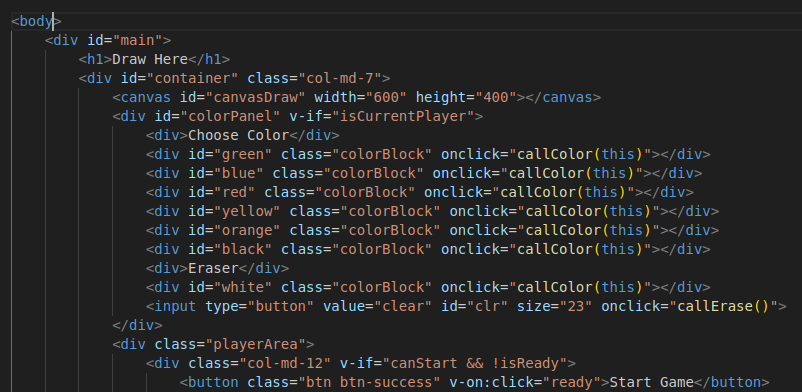 <body>
<div id="main">
<h1>Draw Here</h1>
<div id="container" class="col-md-7">
<canvas id="canvasDraw" width="600" height="400"></canvas>
<div id="colorPanel" v-if="isCurrentPlayer">
<div>Choose Color</div>
<div id="green" class="colorBlock" onclick="callColor(this)"></div>
<div id="blue" class="colorBlock" onclick="callColor(this)"></div>
<div id="red" class="colorBlock" onclick="callColor(this)"></div>
<div id="yellow" class="colorBlock" onclick="callColor(this)"></div>
<div id="orange" class="colorBlock" onclick="callColor(this)"></div>
<div id="black" class="colorBlock" onclick="callColor(this)"></div>
<div>Eraser</div>
<div id="white" class="colorBlock" onclick="callColor(this)"></div>
<input type="button" value="clear" id="clr" size="23" onclick="callErase()">
</div>
<div class="playerArea">
<div class="col-md-12" v-if="canStart && !isReady">
<button class="btn btn-success" v-on:click="ready">Start Game</button>